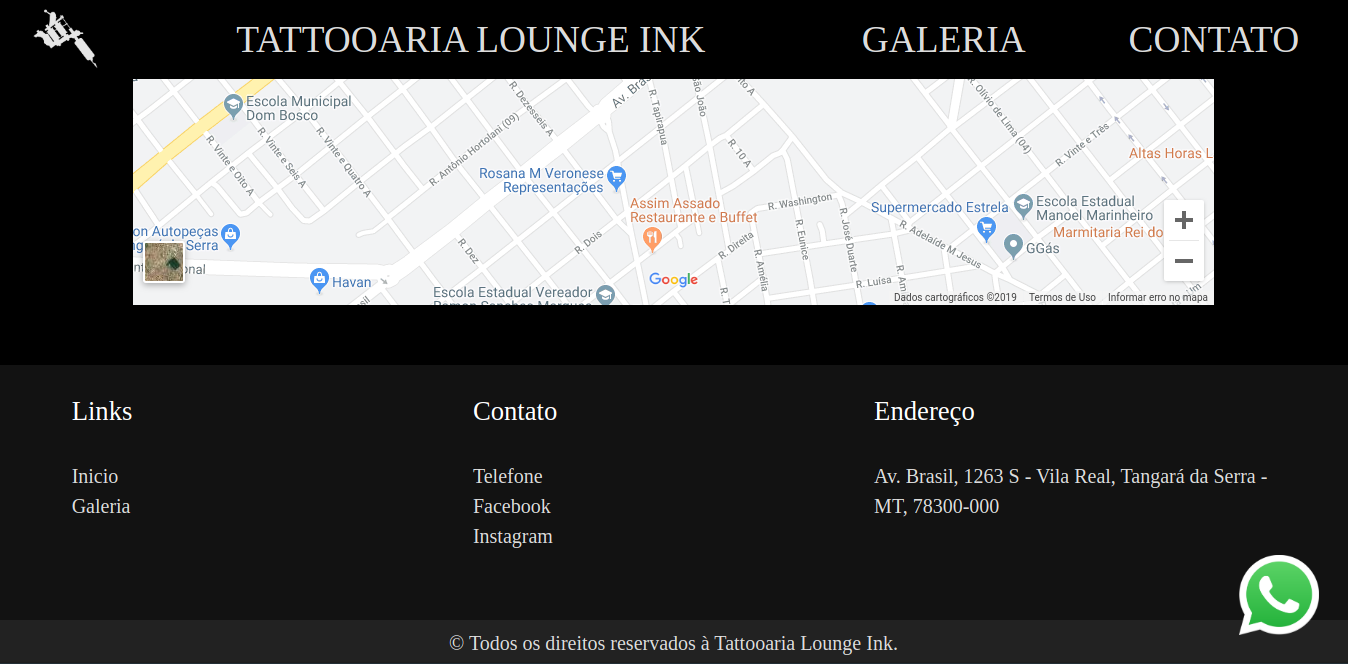 TATTOOARIA LOUNGE INK
GALERIA
CONTATO
Escola Municipal
Dom Bosco
R. Vinte e Oito A
R. Vinte e Seis A
R. Vinte e Quatro A
R. Antônio Hortolani (09)
R. Dezesseis A
Av. Bras
R. Tapirapua
São João
R. 10 A
R. Olívio de Lima (04)
R. Vinte e Três
Altas Horas L
Rosana M Veronese
Representações
Assim Assado
Restaurante e Buffet
R. Washington
Supermercado Estrela
Escola Estadual
Manoel Marinheiro
Marmitaria Rei do
GGás
on Autopeças
Serra
Havan
R. Dez
R. Dois
R. Direita
R. Amélia
R. Eunice
R. José Duarte
R. Adelaide M Jesus
R. Luísa
Escola Estadual Vereador
Google
Dados cartográficos ©2019
Termos de Uso
Informar erro no mapa
Links
Inicio
Galeria
Contato
Telefone
Facebook
Instagram
Endereço
Av. Brasil, 1263 S - Vila Real, Tangará da Serra -
MT, 78300-000
© Todos os direitos reservados à Tattooaria Lounge Ink.